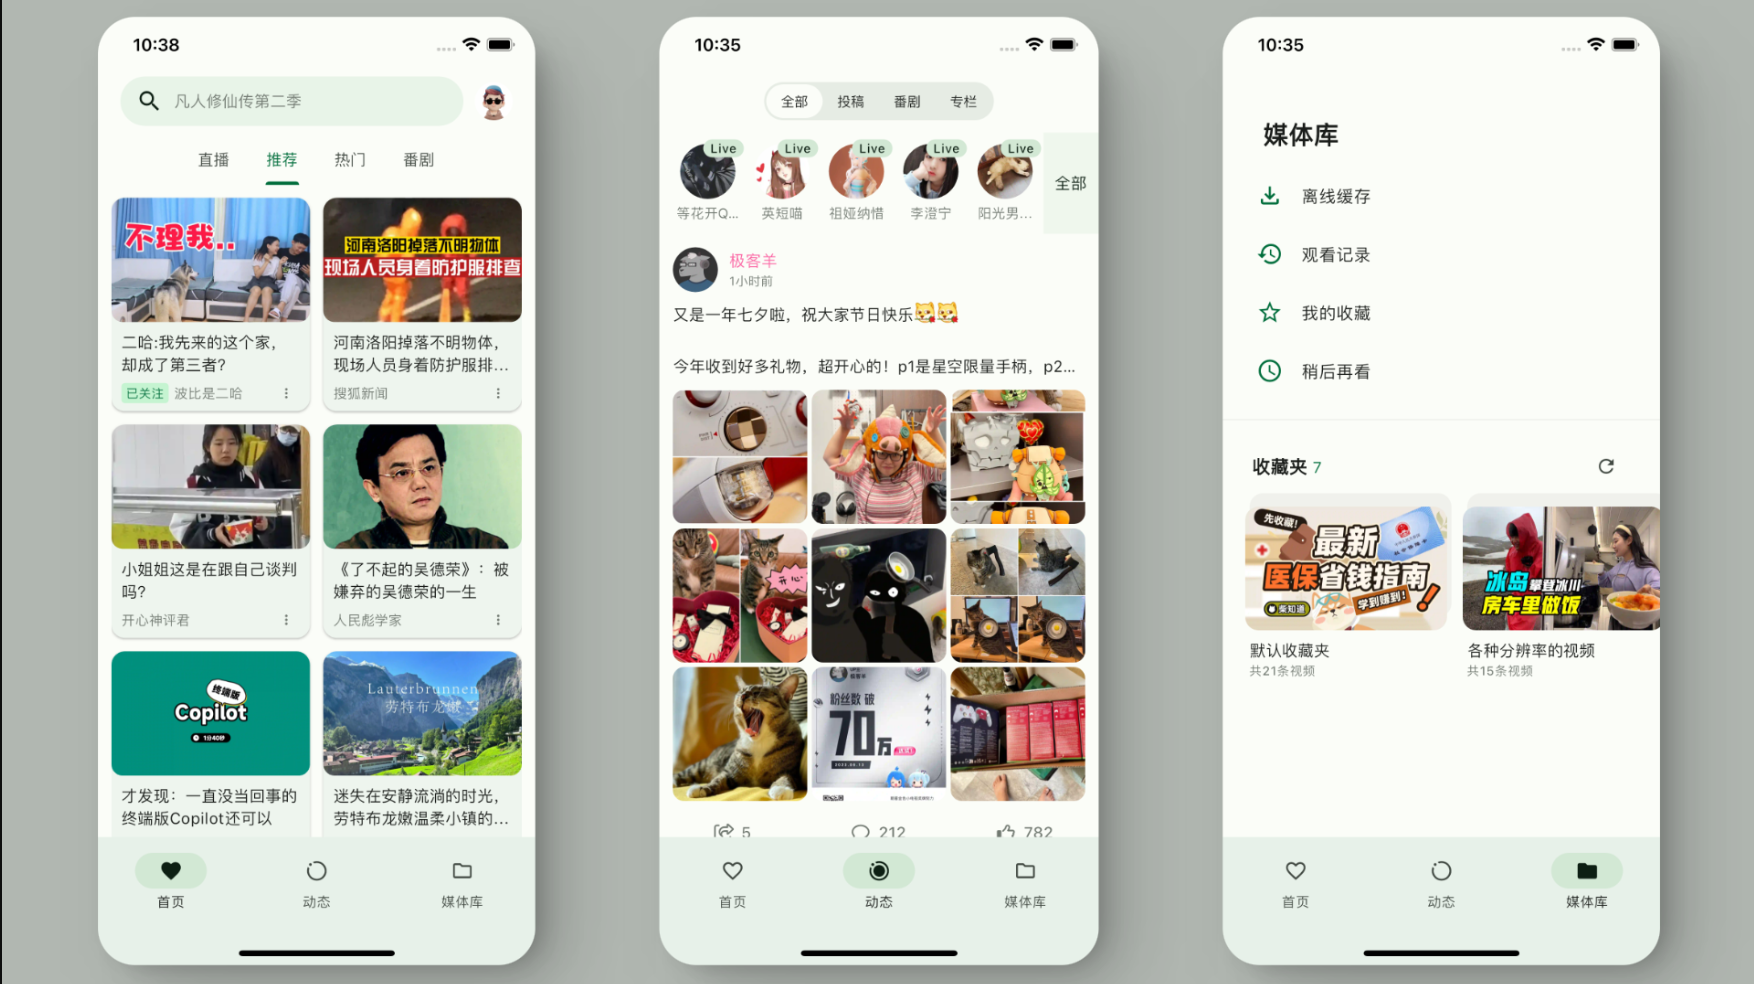 10:38
凡人修仙传第二季
直播
推荐
热门
番剧
不理我..
二哈:我先来的这个家，
却成了第三者?
已关注 波比是二哈
河南洛阳掉落不明物体
现场人员身着防护服排查
河南洛阳掉落不明物体，
现场人员身着防护服排...
搜狐新闻
小姐姐这是在跟自己谈判
吗?
开心神评君
《了不起的吴德荣》：被
嫌弃的吴德荣的一生
人民彪学家
终端版
Copilot
1分40秒
才发现：一直没当回事的
终端版Copilot还可以
Lauterbrunnen
劳特布龙嫩
迷失在安静流淌的时光，
劳特布龙嫩温柔小镇的...
首页
动态
媒体库
10:35
全部
投稿
番剧
专栏
Live
Live
Live
Live
Live
等花开Q...
英短喵
祖娅纳惜
李澄宁
阳光男...
全部
极客羊
1小时前
又是一年七夕啦，祝大家节日快乐
今年收到好多礼物，超开心的！p1是星空限量手柄，p2...
开心
极客羊
粉丝数 破
70万
5
212
782
首页
动态
媒体库
10:35
媒体库
离线缓存
观看记录
我的收藏
稍后再看
收藏夹 7
先收藏!
最新
医保省钱指南
柴知道
学到赚到!
默认收藏夹
共21条视频
冰岛攀登冰川
房车里做饭
各种分辨率的视频
共15条视频
首页
动态
媒体库